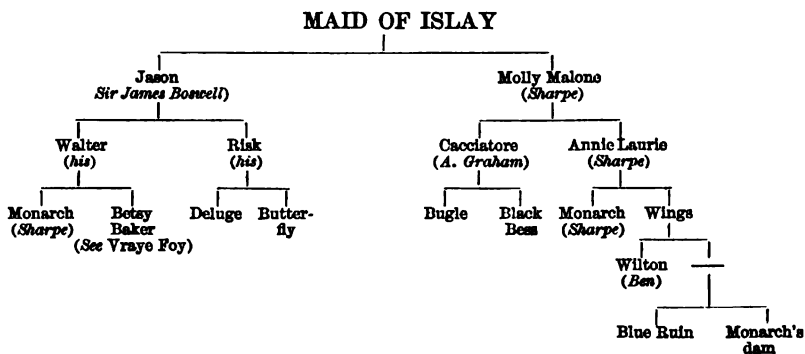 MAID OF ISLAY
Jason Molly Malone
Sir James Boswell) (Sharpe)
Walter Risk Cacciatore Annie Laurie
(his) (his) (A. Graham) (Sharpe)
Monarch Betsy Deluge Butter- Bugle Black Monarch Wings
(Sharpe) Baker fly Bess (Sharpe)
(See Vraye Foy)
Wilton —
(Ben)
Blue Ruin Monarch's
dam